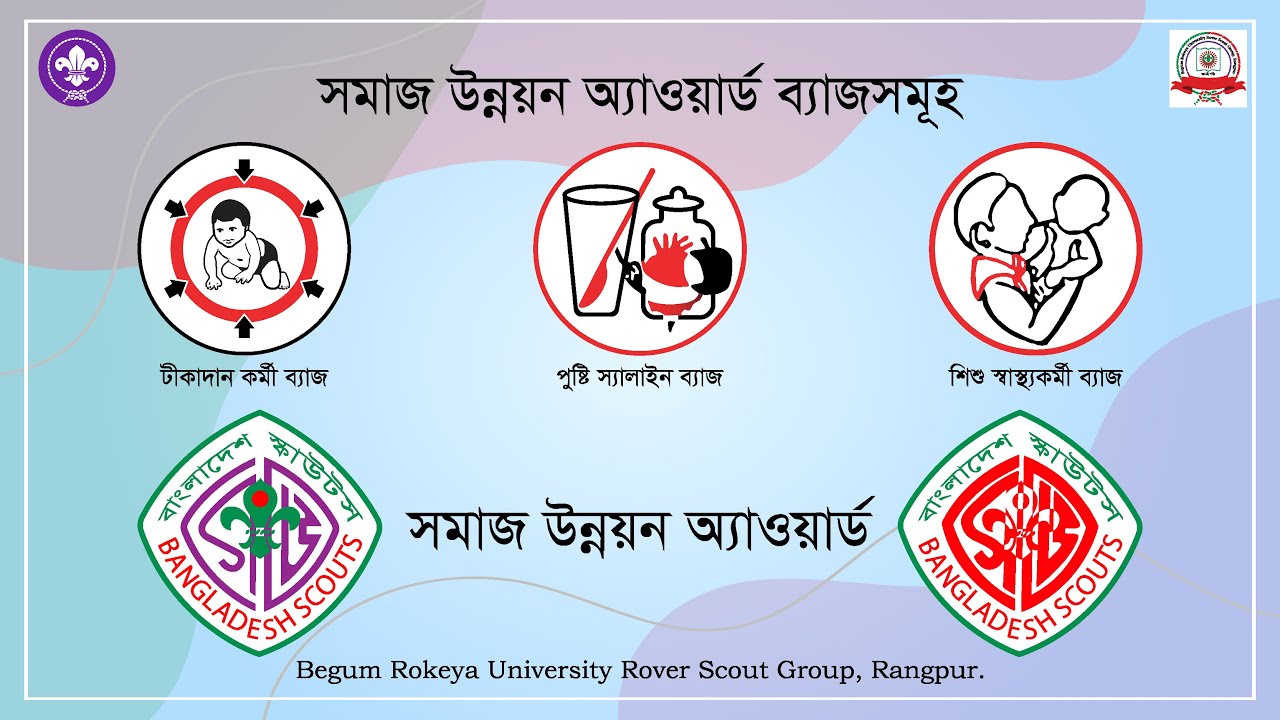 সমাজ উন্নয়ন অ্যাওয়ার্ড ব্যাজসমূহ
টীকাদান কর্মী ব্যাজ
পুষ্টি স্যালাইন ব্যাজ
শিশু স্বাস্থ্যকর্মী ব্যাজ
বাংলাদেশ স্কাউটস
BANGLADESH SCOUTS
সমাজ উন্নয়ন অ্যাওয়ার্ড
বাংলাদেশ স্কাউটস
BANGLADESH SCOUTS
Begum Rokeya University Rover Scout Group, Rangpur.